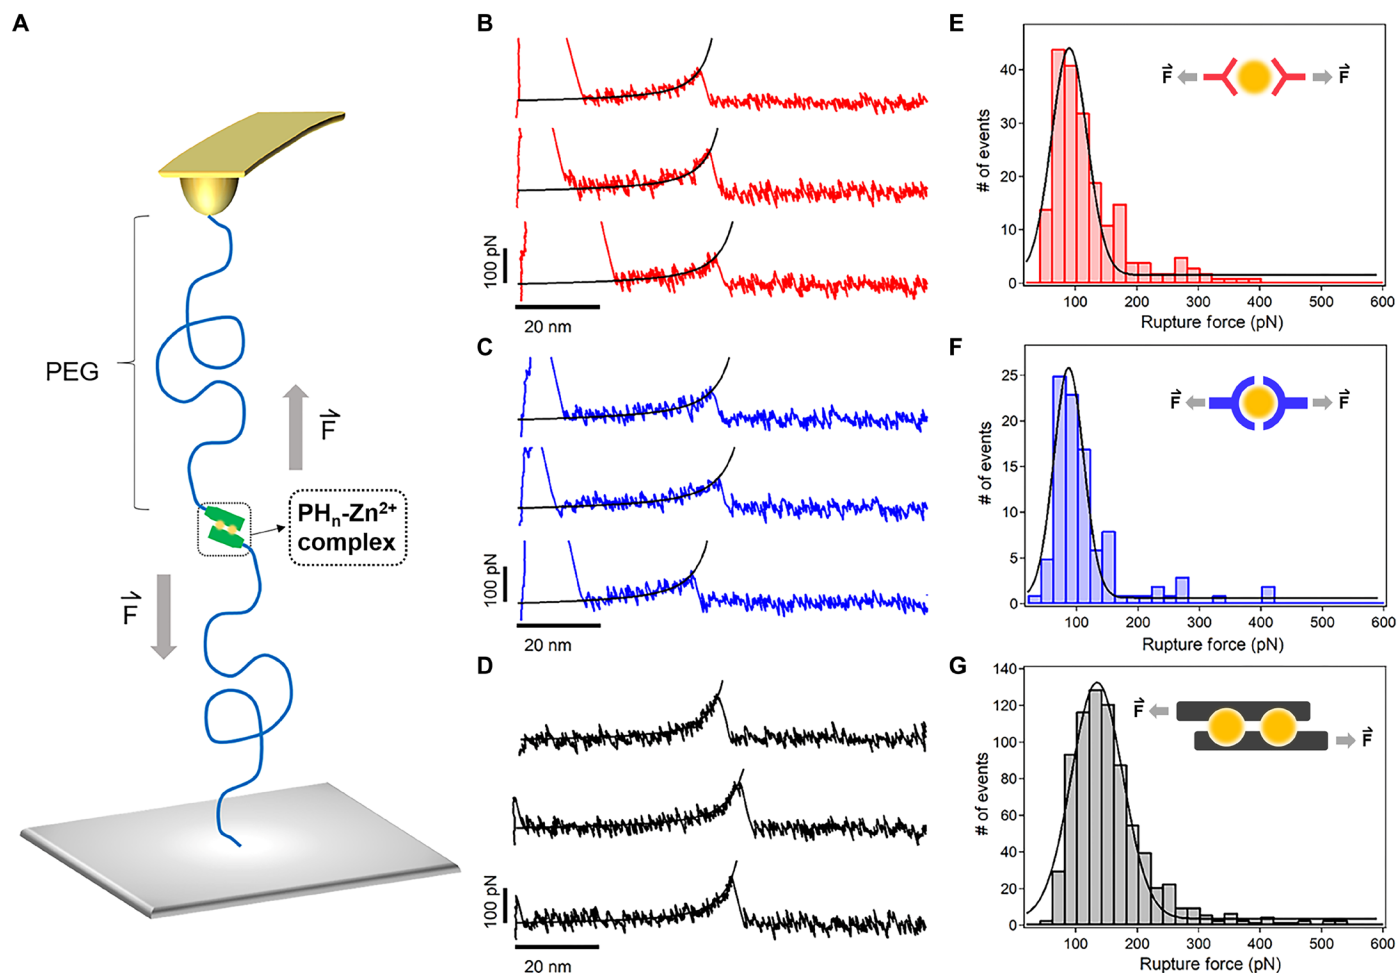 A
PEG
F
F
PHn-Zn2+
complex
B
100 pN
20 nm
C
100 pN
20 nm
D
100 pN
20 nm
E
# of events
40
30
20
10
0
100 200 300 400 500 600
Rupture force (pN)
F F
F
# of events
25
20
15
10
5
0
100 200 300 400 500 600
Rupture force (pN)
F F
G
# of events
140
120
100
80
60
40
20
0
100 200 300 400 500 600
Rupture force (pN)
F
F